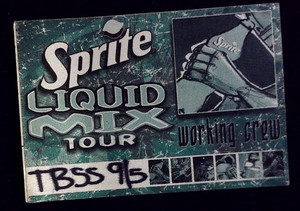 Sprite
LIQUID
MIX
TOUR
Sprite
working crew
TBSS 9/5